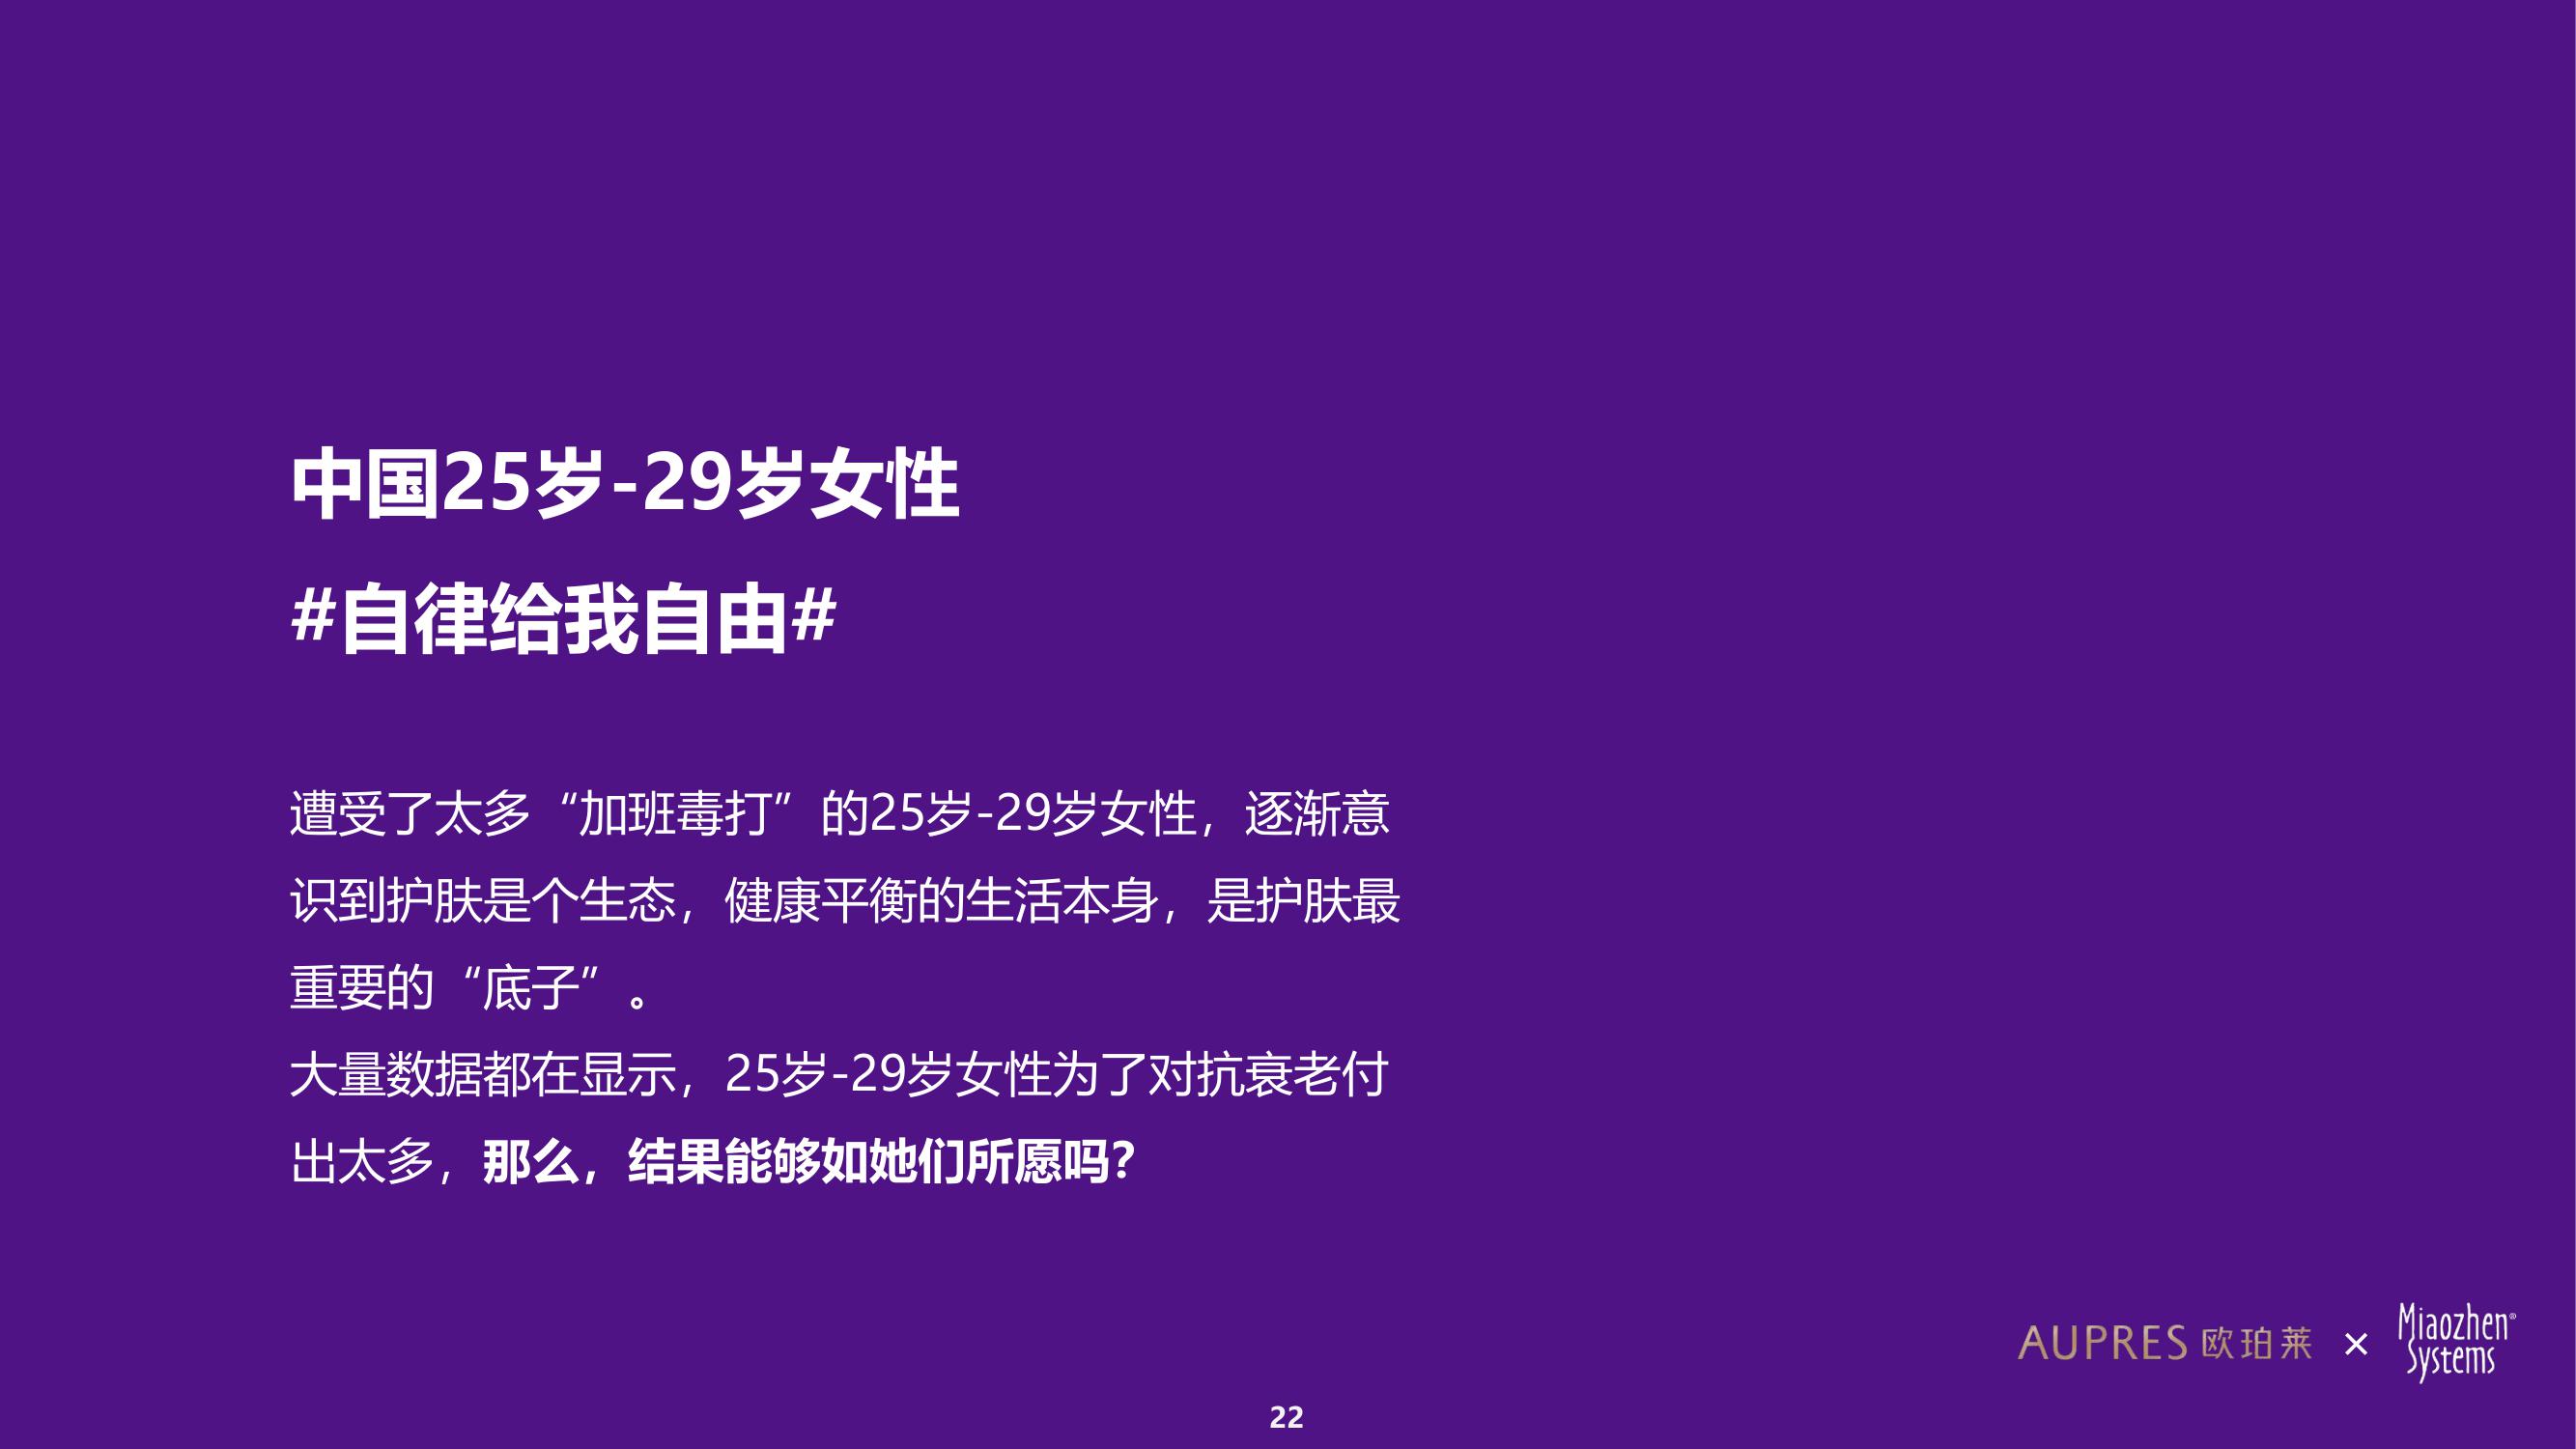 中国25岁-29岁女性
#自律给我自由#
遭受了太多“加班毒打”的25岁-29岁女性，逐渐意
识到护肤是个生态，健康平衡的生活本身，是护肤最
重要的“底子”。
大量数据都在显示，25岁-29岁女性为了对抗衰老付
出太多，那么，结果能够如她们所愿吗？
AUPRES 欧珀莱 × Miaozhen®
Systems
22